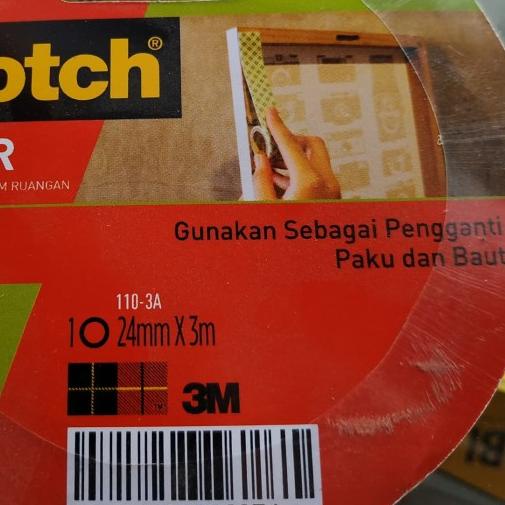 otch®
R
M RUANGAN
Gunakan Sebagai Pengganti
Paku dan Baut
110-3A
1 24mm X 3m
3M